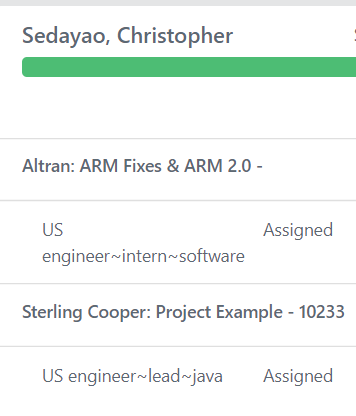 Sedayao, Christopher
Altran: ARM Fixes & ARM 2.0 -
US Assigned
engineer~intern~software
Sterling Cooper: Project Example - 10233
US engineer~lead~java Assigned